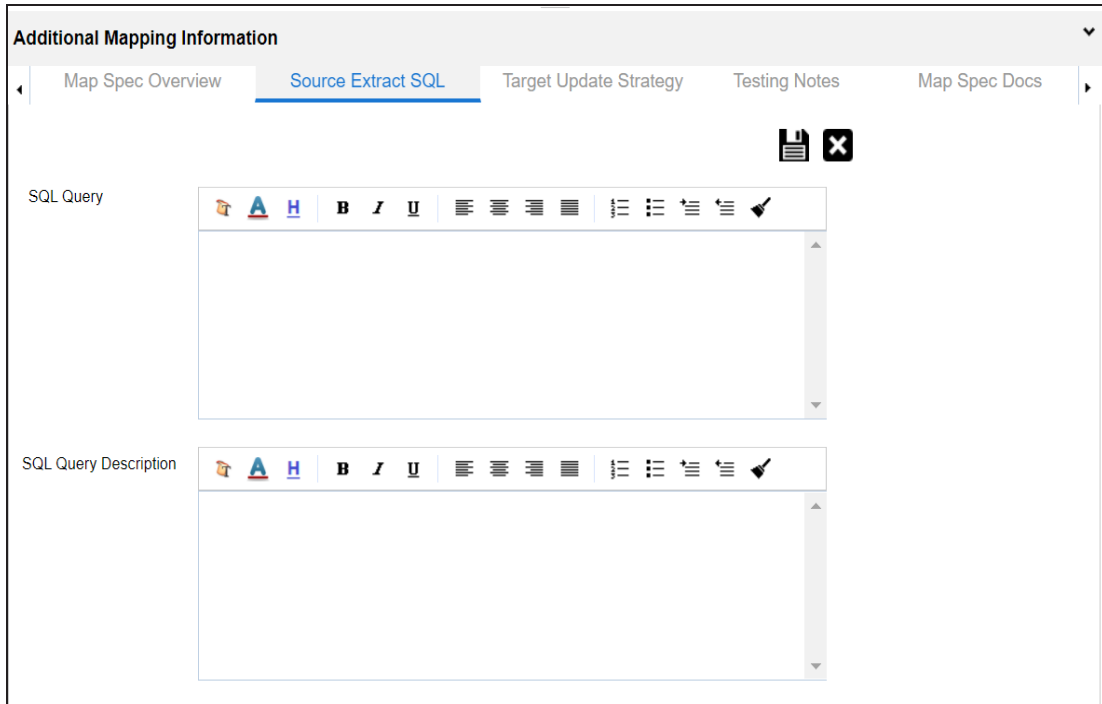 Additional Mapping Information
Map Spec Overview Source Extract SQL Target Update Strategy Testing Notes Map Spec Docs
SQL Query
A H B I U
SQL Query Description
A H B I U